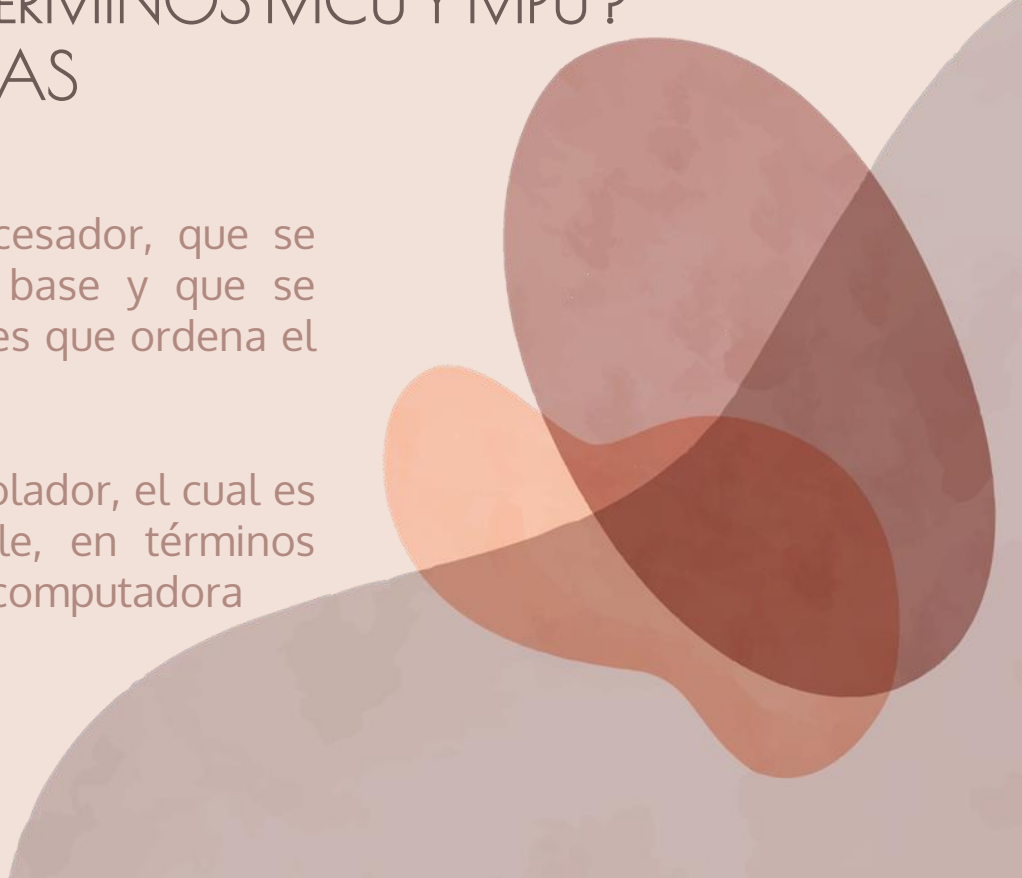 ERMINOS MCU Y MPU ?
AS
cesador, que se
base y que se
es que ordena el
olador, el cual es
le, en términos
computadora